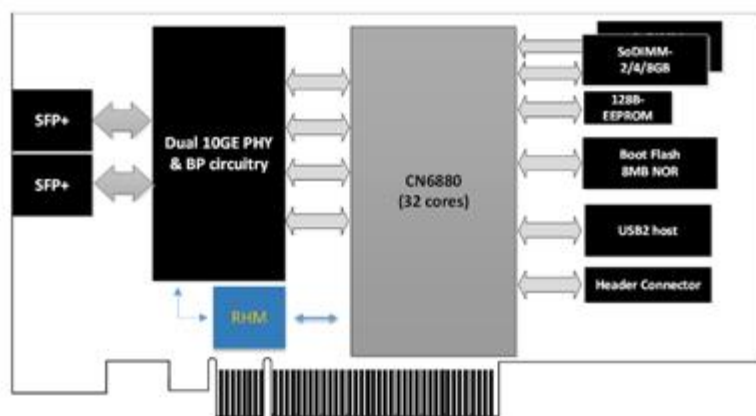 SFP+
SFP+
Dual 10GE PHY
& BP circuitry
RHM
CN6880
(32 cores)
SoDIMM-
2/4/8GB
128B-
EEPROM
Boot Flash
8MB NOR
USB2 host
Header Connector